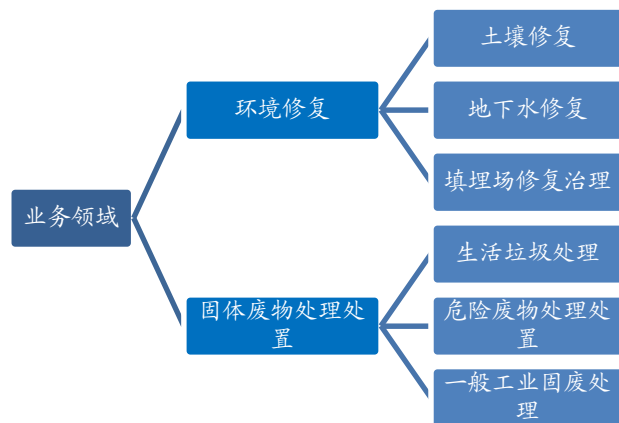 业务领域
环境修复
土壤修复
地下水修复
填埋场修复治理
固体废物处理处
置
生活垃圾处理
危险废物处理处
置
一般工业固废处
理